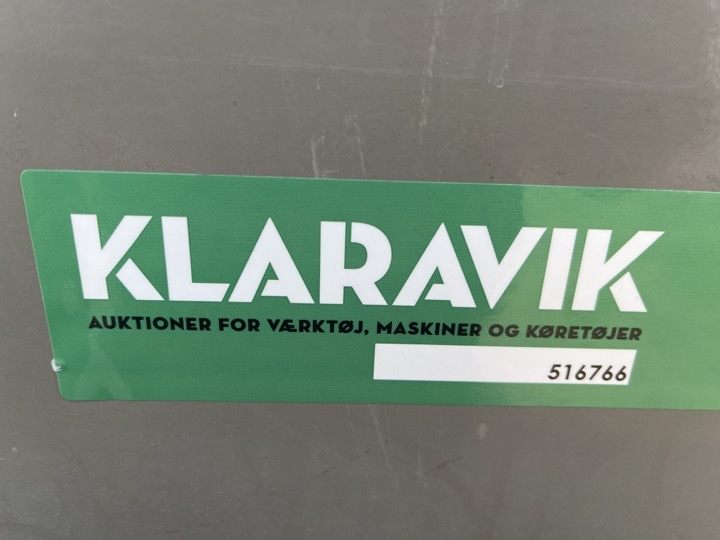 KLARAVIK
AUKTIONER FOR VÆRKTØJ, MASKINER OG KØRETØJER
516766